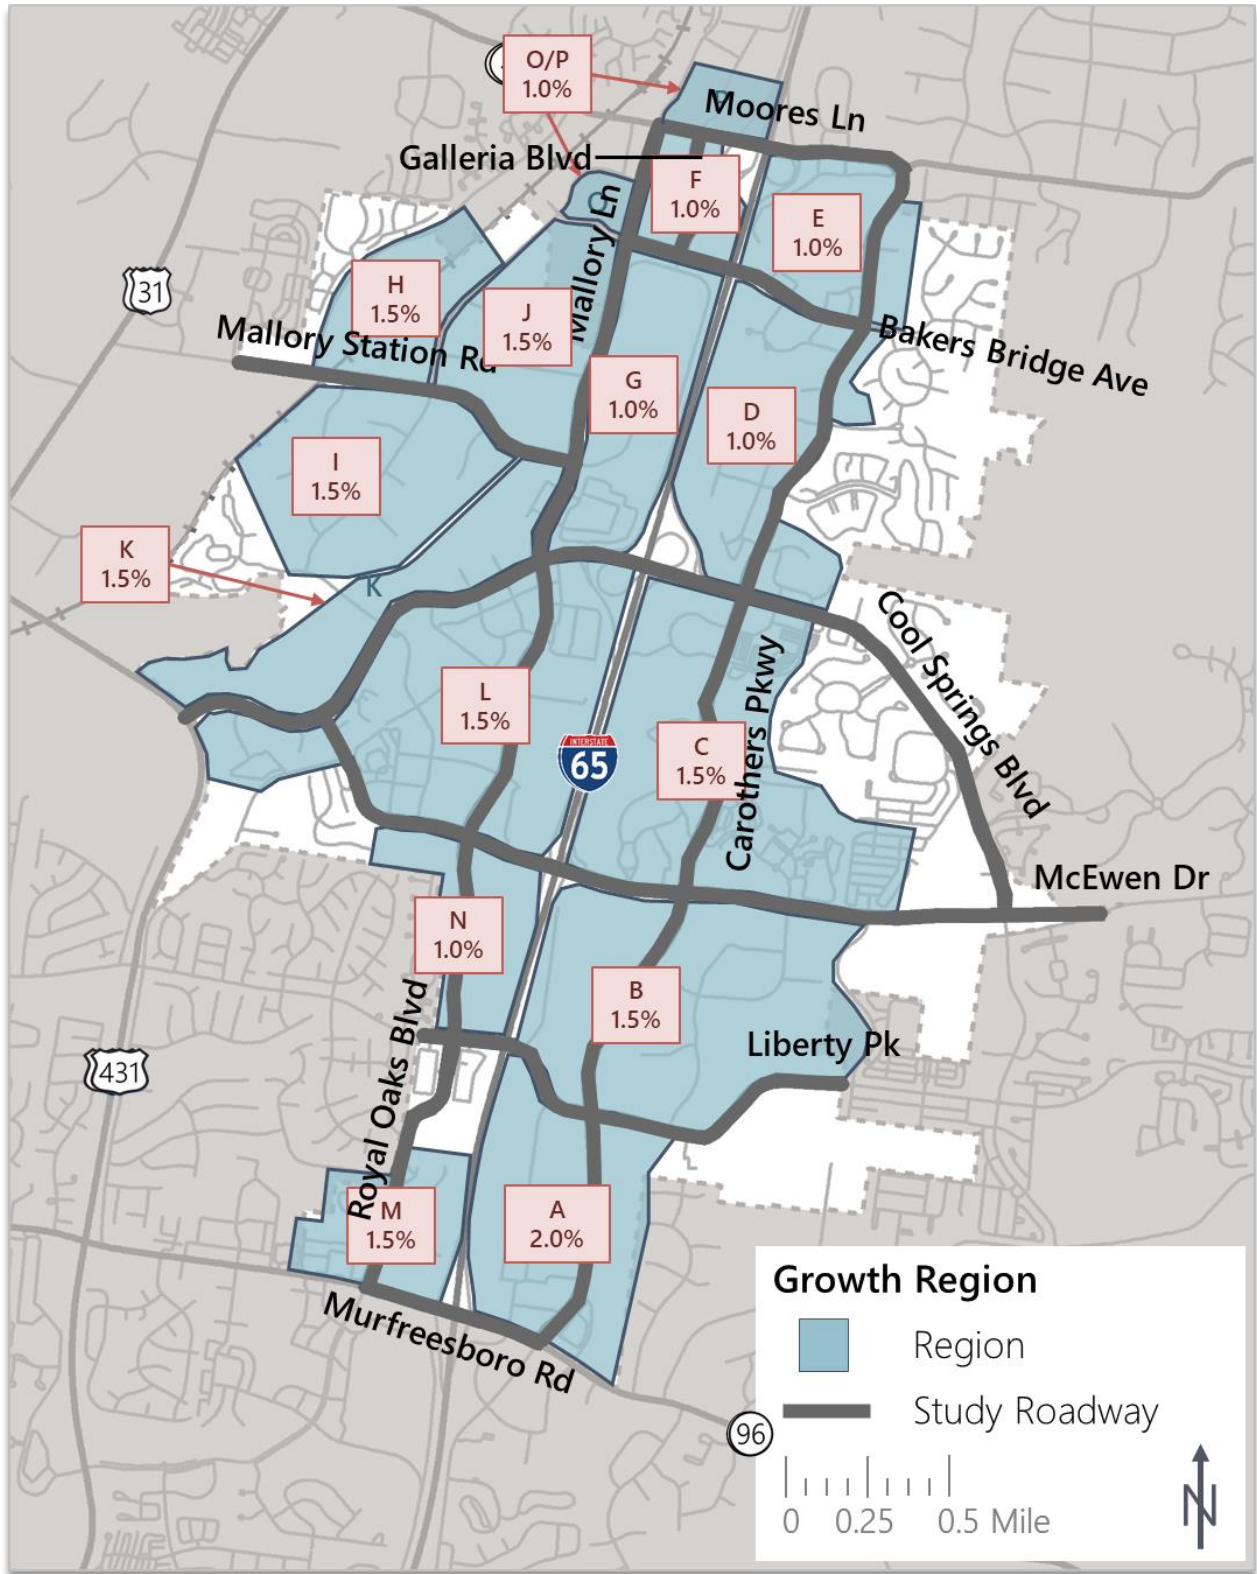 O/P
1.0%
Moores Ln
Galleria Blvd
F
1.0%
E
1.0%
Mallory Ln
31
H
1.5%
J
1.5%
Mallory Station Rd
Bakers Bridge Ave
G
1.0%
D
1.0%
I
1.5%
K
1.5%
K
Cool Springs Blvd
L
1.5%
INTERSTATE
65
C
1.5%
Carothers Pkwy
McEwen Dr
N
1.0%
B
1.5%
Liberty Pk
431
Royal Oaks Blvd
M
1.5%
A
2.0%
Murfreesboro Rd
96
Growth Region
Region
Study Roadway
0 0.25 0.5 Mile
N